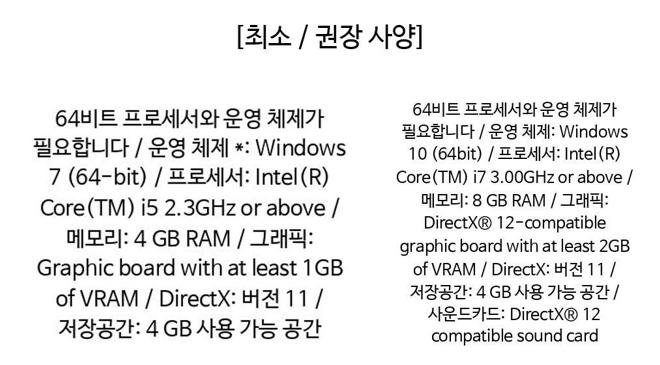 [최소 / 권장 사양]
64비트 프로세서와 운영 체제가
필요합니다 / 운영 체제 *: Windows
7 (64-bit) / 프로세서: Intel(R)
Core(TM) i5 2.3GHz or above /
메모리: 4 GB RAM / 그래픽:
Graphic board with at least 1GB
of VRAM / DirectX: 버전 11 /
저장공간: 4 GB 사용 가능 공간
64비트 프로세서와 운영 체제가
필요합니다 / 운영 체제: Windows
10 (64bit) / 프로세서: Intel(R)
Core(TM) i7 3.00GHz or above /
메모리: 8 GB RAM / 그래픽:
DirectX® 12-compatible
graphic board with at least 2GB
of VRAM / DirectX: 버전 11 /
저장공간: 4 GB 사용 가능 공간 /
사운드카드: DirectX® 12
compatible sound card